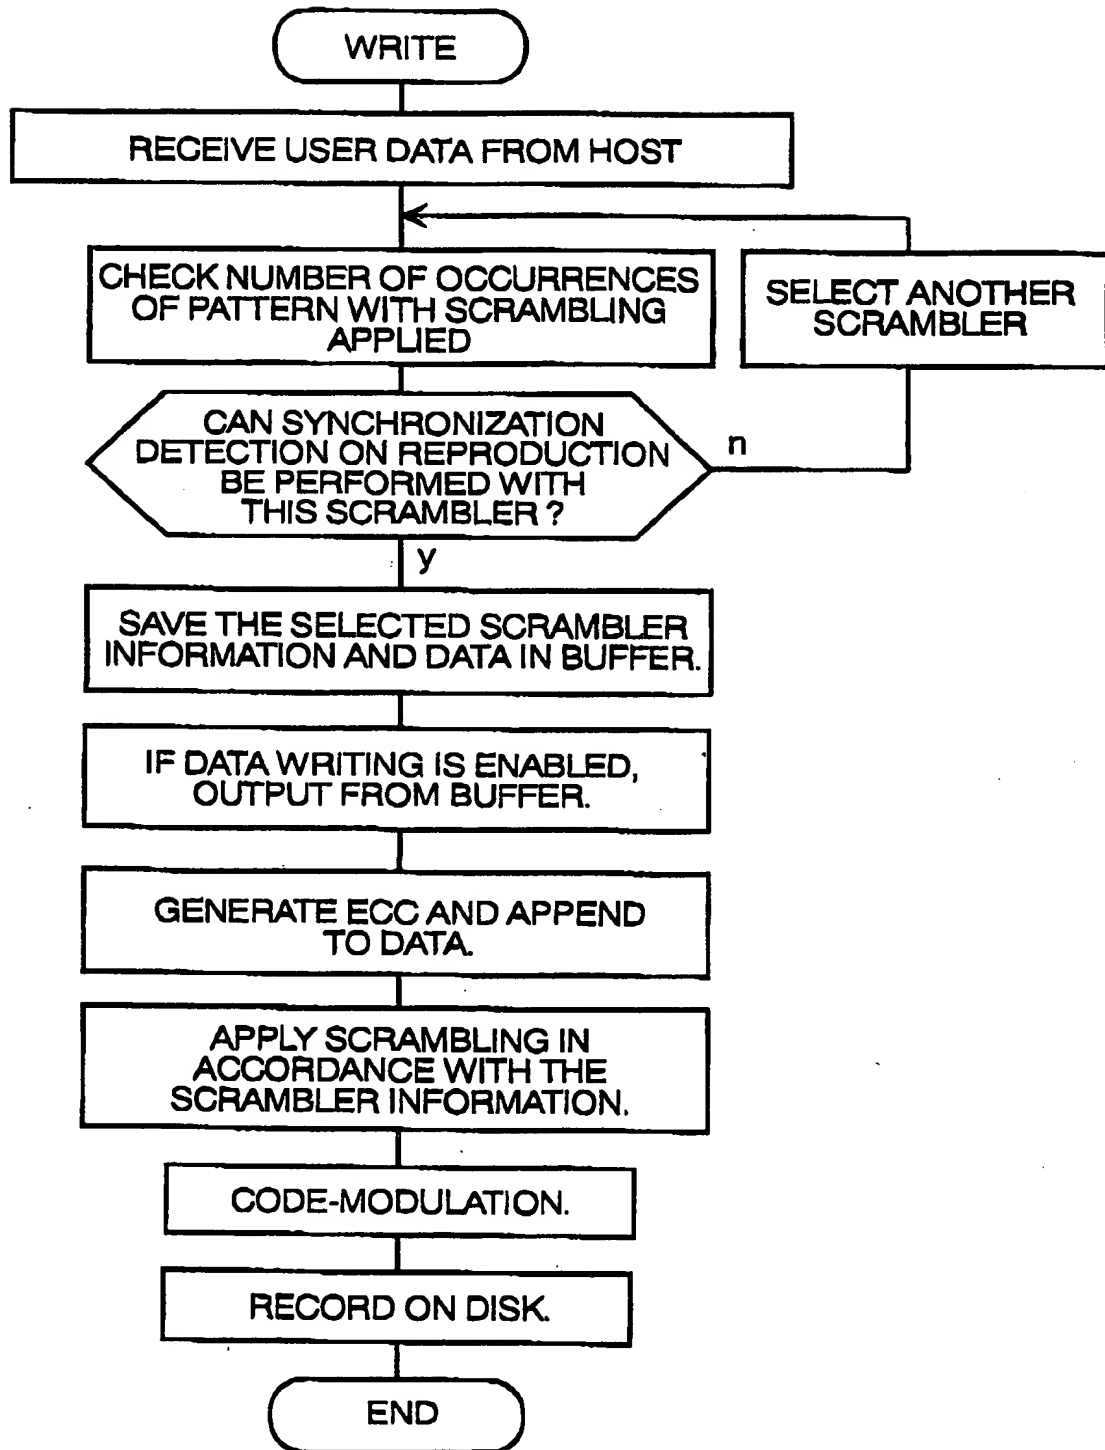 WRITE
RECEIVE USER DATA FROM HOST
CHECK NUMBER OF OCCURRENCES
OF PATTERN WITH SCRAMBLING
APPLIED
SELECT ANOTHER
SCRAMBLER
CAN SYNCHRONIZATION
DETECTION ON REPRODUCTION
BE PERFORMED WITH
THIS SCRAMBLER ?
n
y
SAVE THE SELECTED SCRAMBLER
INFORMATION AND DATA IN BUFFER.
IF DATA WRITING IS ENABLED,
OUTPUT FROM BUFFER.
GENERATE ECC AND APPEND
TO DATA.
APPLY SCRAMBLING IN
ACCORDANCE WITH THE
SCRAMBLER INFORMATION.
CODE-MODULATION.
RECORD ON DISK.
END